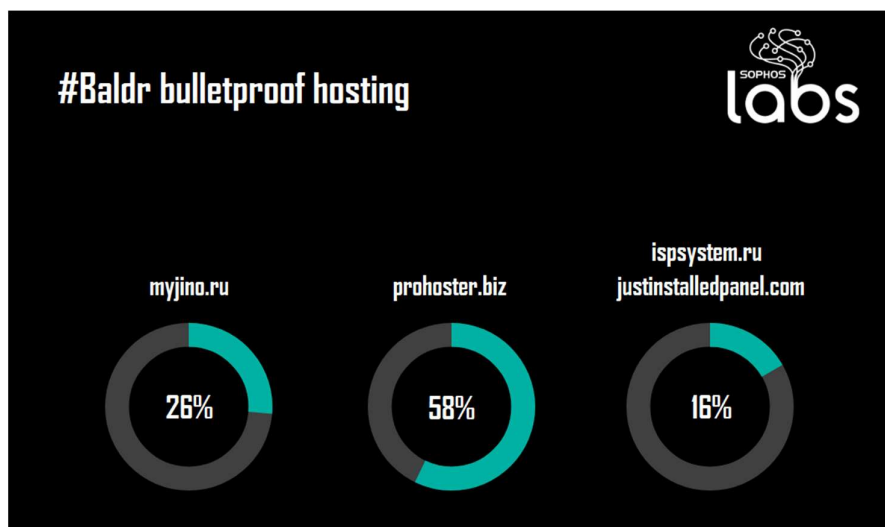 #Baldr bulletproof hosting
SOPHOS
labs
myjino.ru
prohoster.biz
ispsystem.ru
justinstalledpanel.com
26%
58%
16%